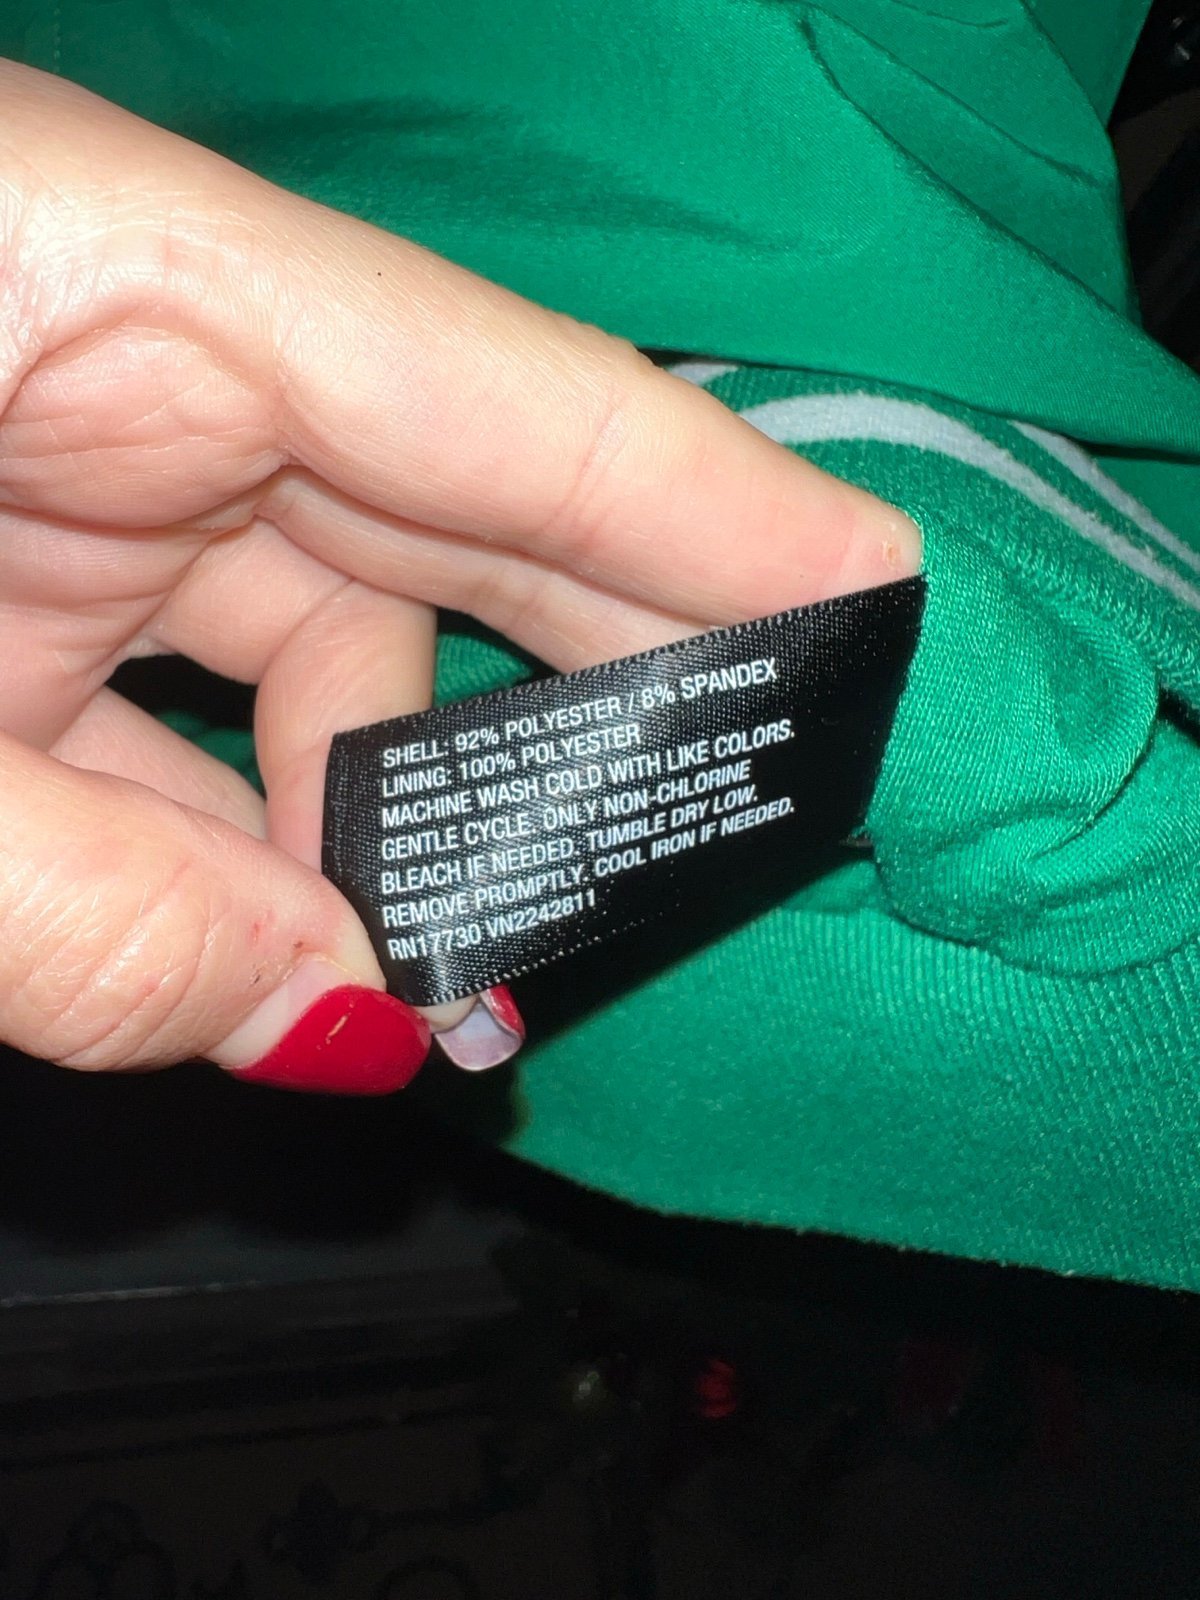 SHELL: 92% POLYESTER / 8% SPANDEX
LINING: 100% POLYESTER
MACHINE WASH COLD WITH LIKE COLORS.
GENTLE CYCLE. ONLY NON-CHLORINE
BLEACH IF NEEDED. TUMBLE DRY LOW.
REMOVE PROMPTLY. COOL IRON IF NEEDED.
RN17730 VN2242811